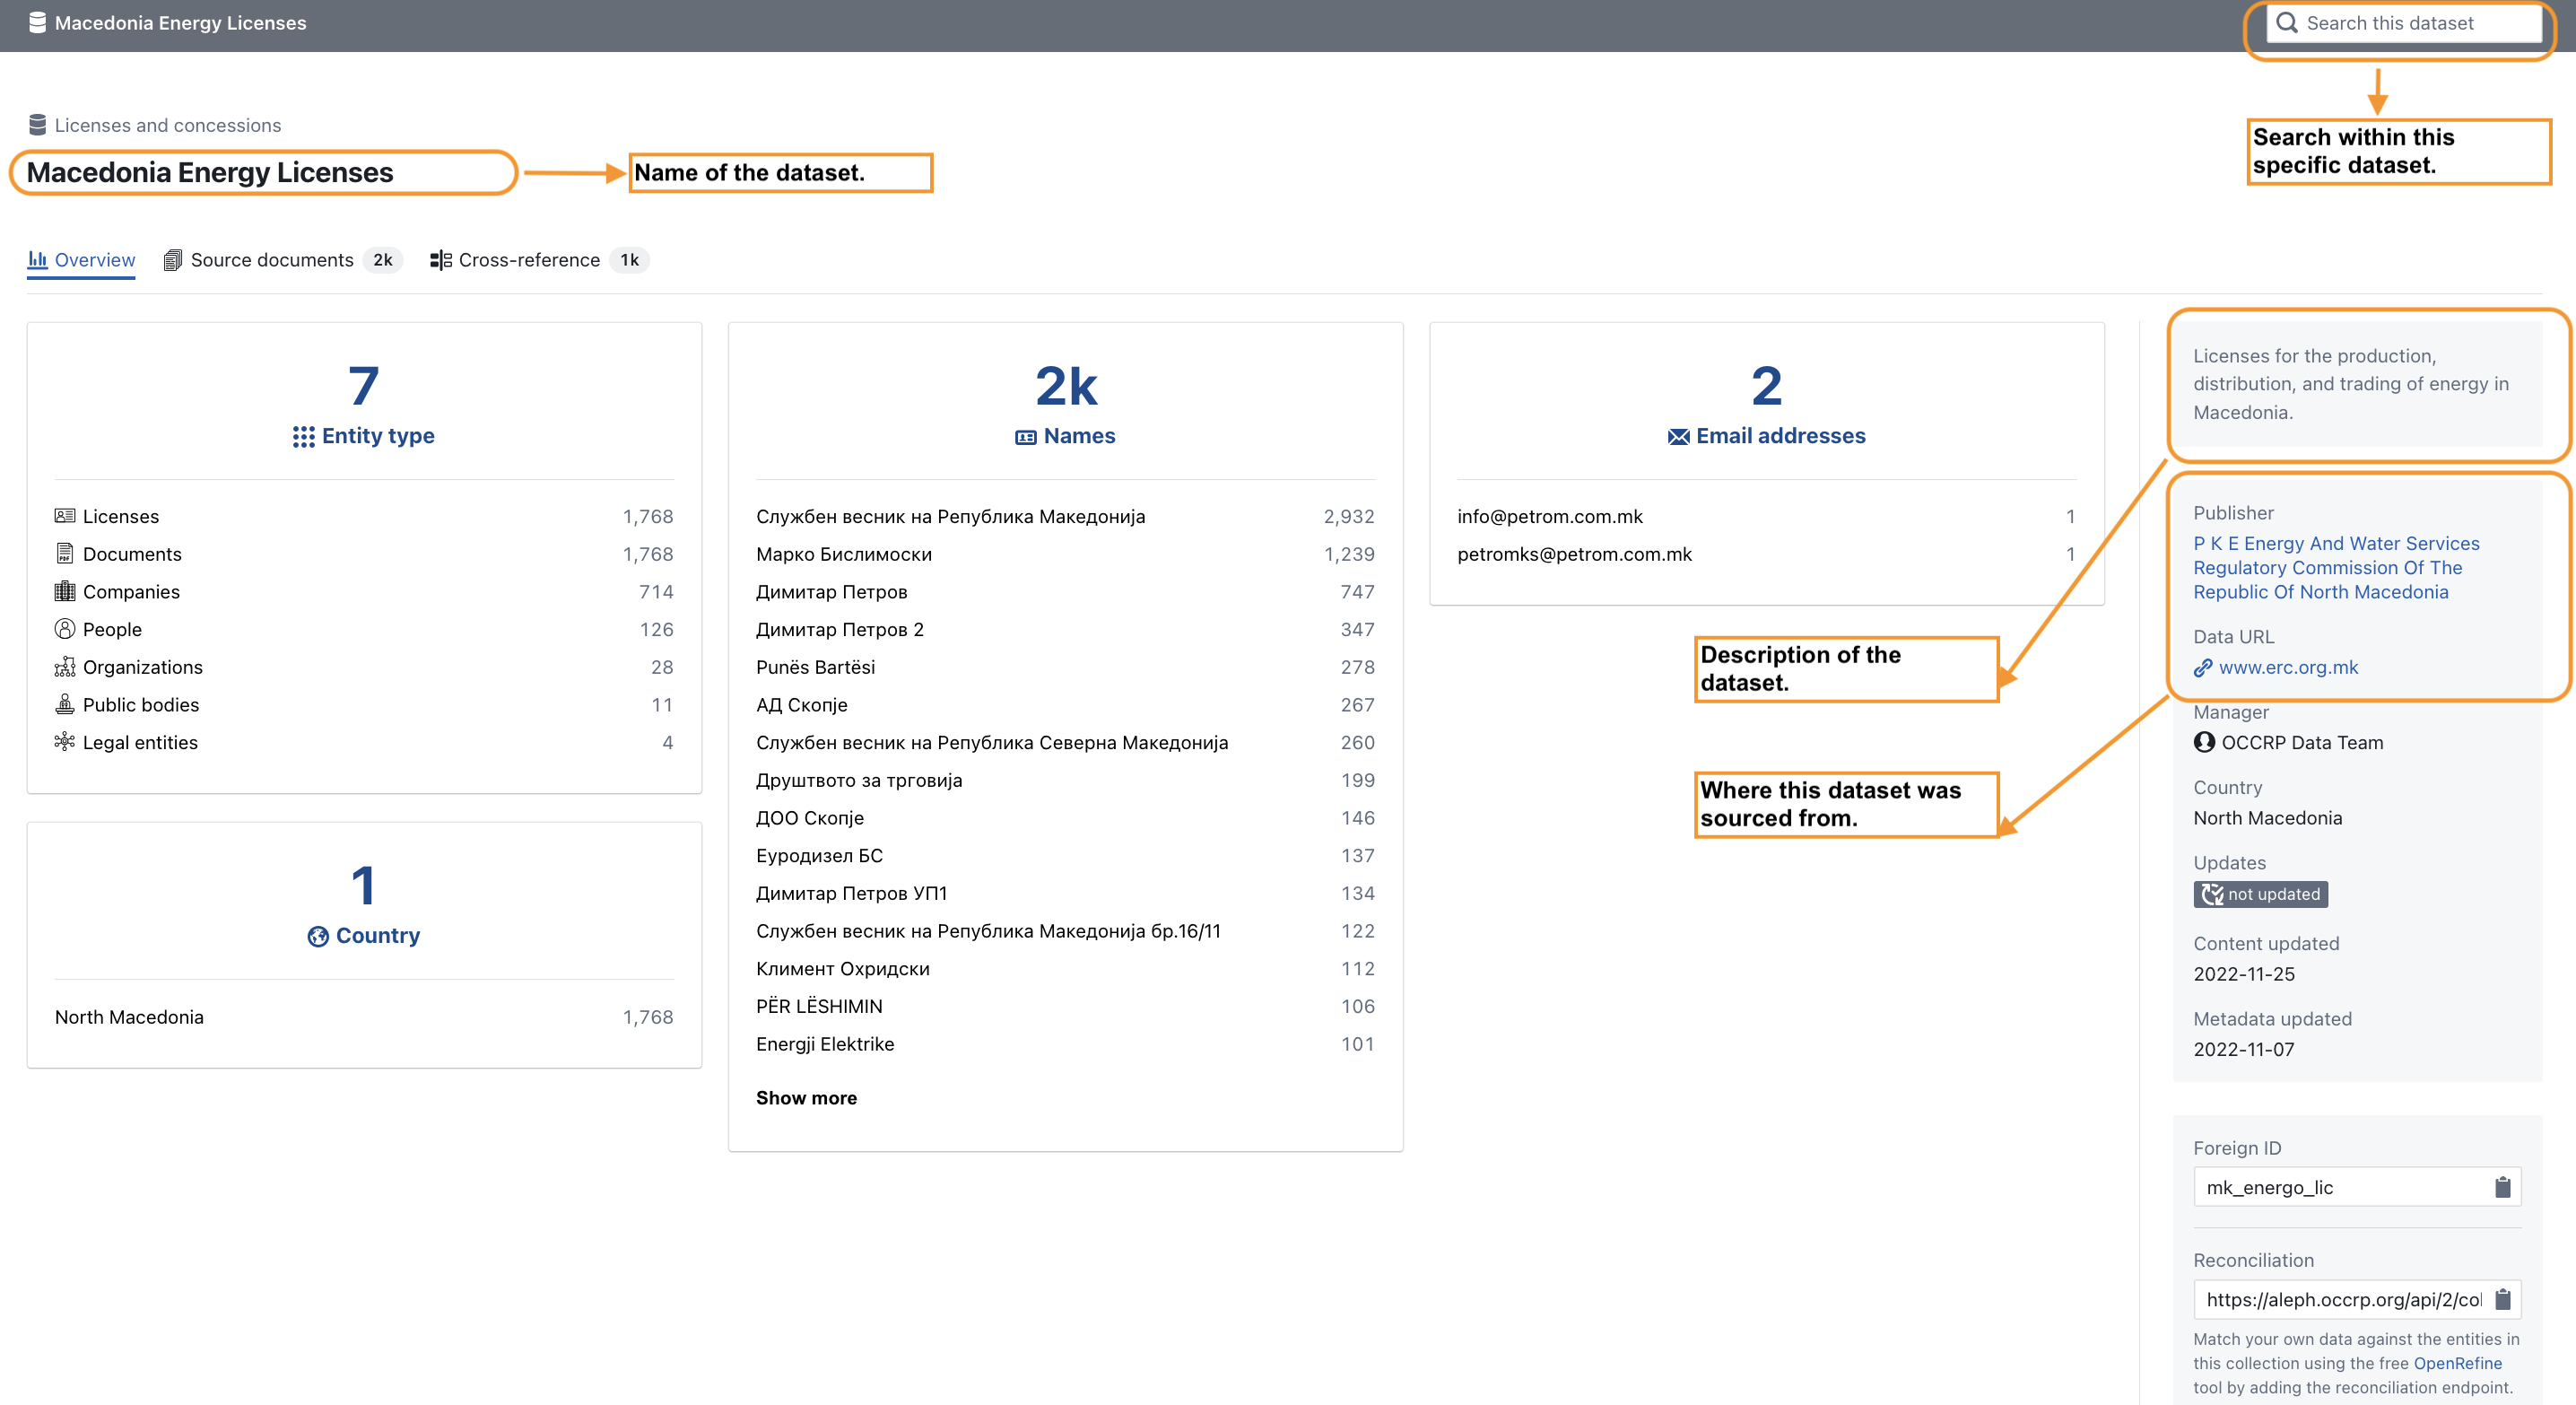 Macedonia Energy Licenses
Search this dataset
Search within this
specific dataset.
Licenses and concessions
Macedonia Energy Licenses
Name of the dataset.
Overview
Source documents 2k
Cross-reference 1k
7
Entity type
Licenses 1,768
Documents 1,768
Companies 714
People 126
Organizations 28
Public bodies 11
Legal entities 4
1
Country
North Macedonia 1,768
2k
Names
Службен весник на Република Македонија 2,932
Марко Бислимоски 1,239
Димитар Петров 747
Димитар Петров 2 347
Punës Bartësi 278
АД Скопје 267
Службен весник на Република Северна Македонија 260
Друштвото за трговија 199
ДОО Скопје 146
Еуродизел БС 137
Димитар Петров УП1 134
Службен весник на Република Македонија бр.16/11 122
Климент Охридски 112
PËR LËSHIMIN 106
Energji Elektrike 101
Show more
2
Email addresses
info@petrom.com.mk 1
petromks@petrom.com.mk 1
Description of the
dataset.
Where this dataset was
sourced from.
Licenses for the production,
distribution, and trading of energy in
Macedonia.
Publisher
P K E Energy And Water Services
Regulatory Commission Of The
Republic Of North Macedonia
Data URL
www.erc.org.mk
Manager
OCCRP Data Team
Country
North Macedonia
Updates
not updated
Content updated
2022-11-25
Metadata updated
2022-11-07
Foreign ID
mk_energo_lic
Reconciliation
https://aleph.occrp.org/api/2/col
Match your own data against the entities in
this collection using the free OpenRefine
tool by adding the reconciliation endpoint.